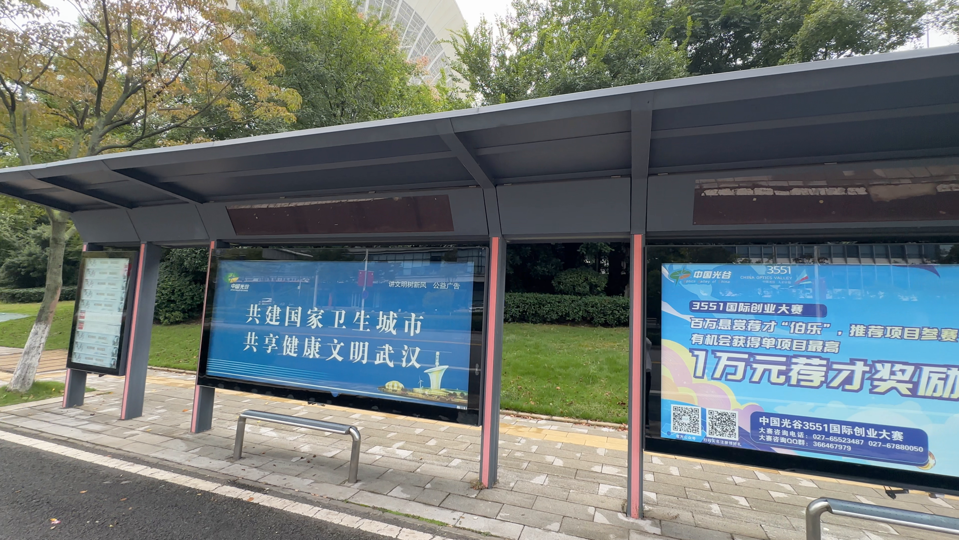 中国光谷
讲文明树新风 公益广告
共建国家卫生城市
共享健康文明武汉
中国光谷
3551
3551国际创业大赛
百万悬赏荐才“伯乐”，推荐项目参赛
有机会获得单项目最高
1万元荐才奖励
中国光谷3551国际创业大赛
大赛咨询电话：027-65523487 027-67880050
大赛咨询QQ群：366467979